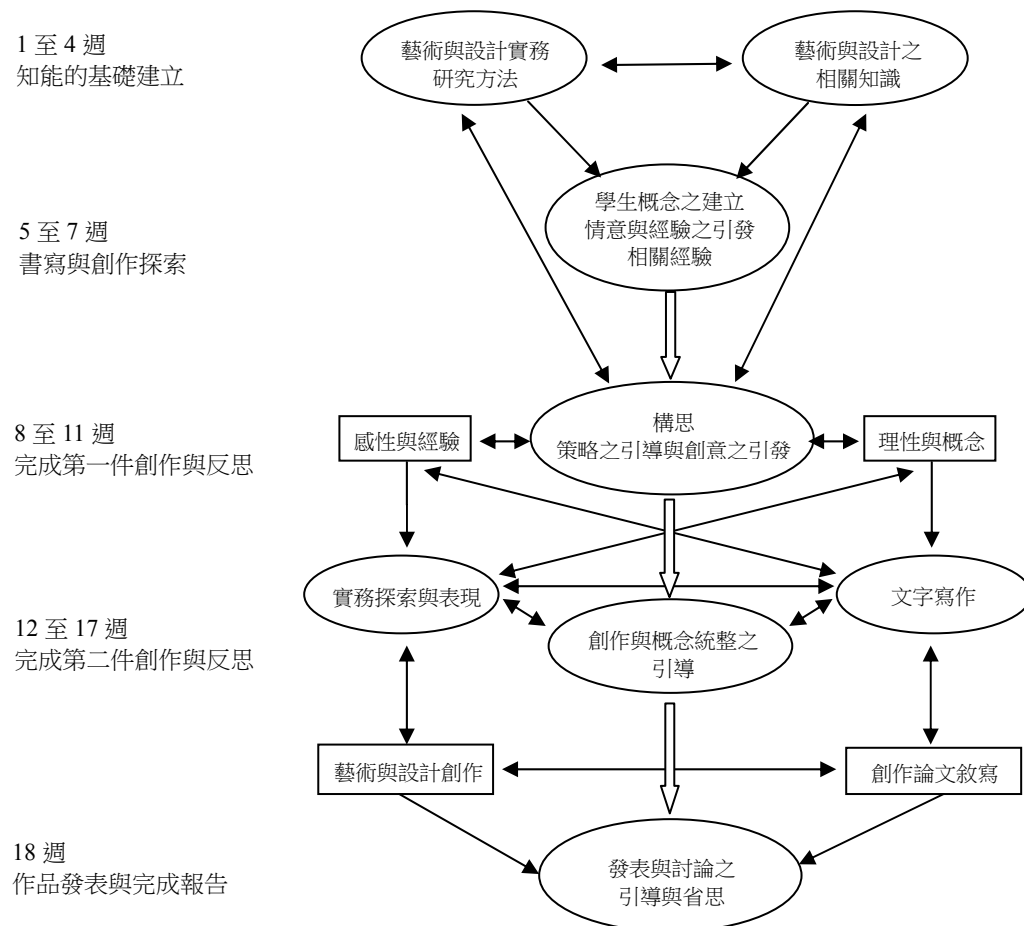 1 至 4 週
知能的基礎建立
藝術與設計實務
研究方法
藝術與設計之
相關知識
5 至 7 週
書寫與創作探索
學生概念之建立
情意與經驗之引發
相關經驗
8 至 11 週
完成第一件創作與反思
感性與經驗
構思
策略之引導與創意之引發
理性與概念
實務探索與表現
文字寫作
12 至 17 週
完成第二件創作與反思
創作與概念統整之
引導
藝術與設計創作
創作論文敘寫
18 週
作品發表與完成報告
發表與討論之
引導與省思